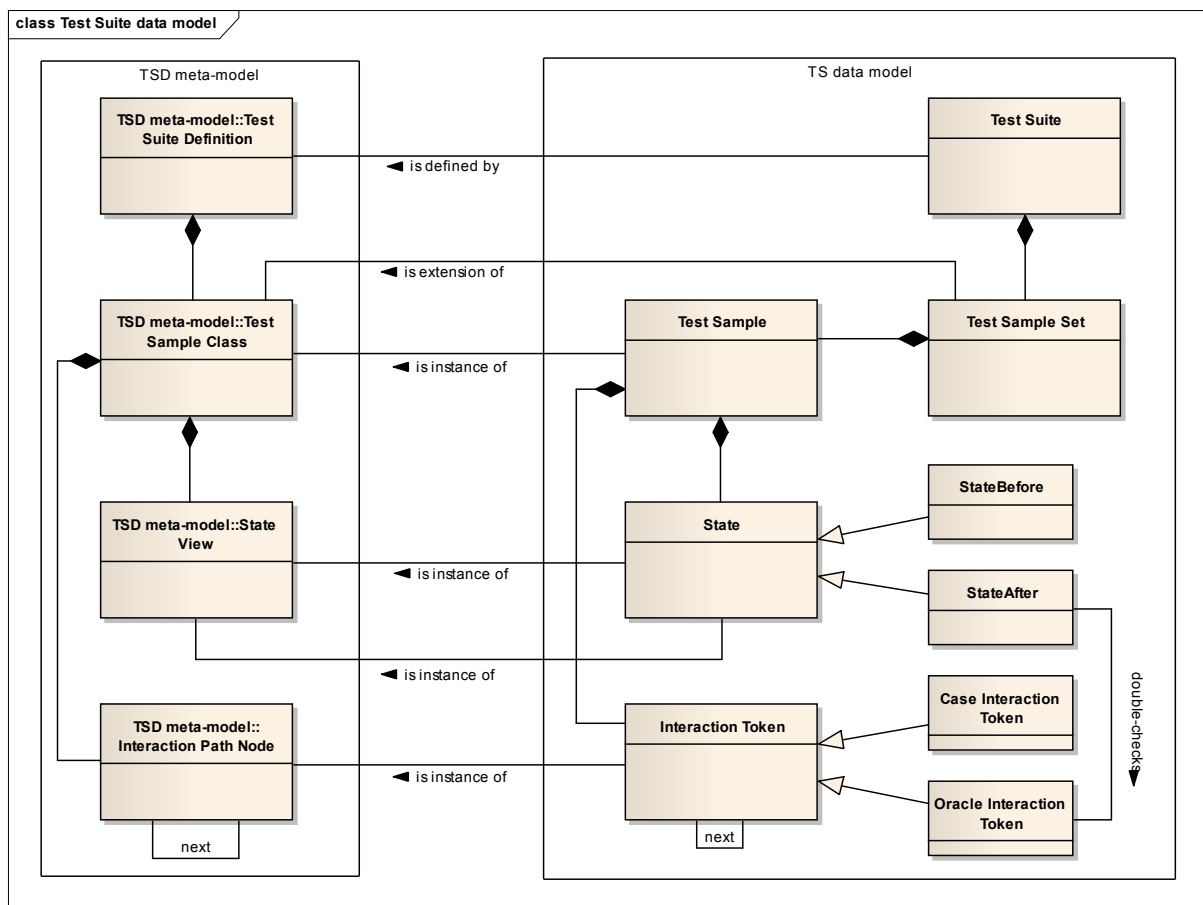 class Test Suite data model
TSD meta-model
TS data model
TSD meta-model::Test
Suite Definition
Test Suite
is defined by
is extension of
TSD meta-model::Test
Sample Class
Test Sample
Test Sample Set
is instance of
StateBefore
TSD meta-model::State
View
State
is instance of
StateAfter
is instance of
double-checks
Case Interaction
Token
TSD meta-model::
Interaction Path Node
Interaction Token
is instance of
Oracle Interaction
Token
next
next